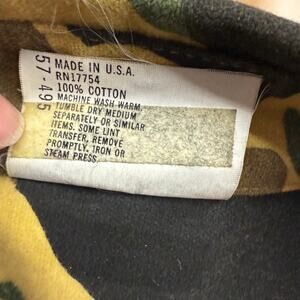 57-495
MADE IN U.S.A.
RN17754
100% COTTON
MACHINE WASH WARM,
TUMBLE DRY MEDIUM
SEPARATELY OR SIMILAR
ITEMS. SOME LINT
TRANSFER, REMOVE
PROMPTLY. IRON OR
STEAM PRESS.